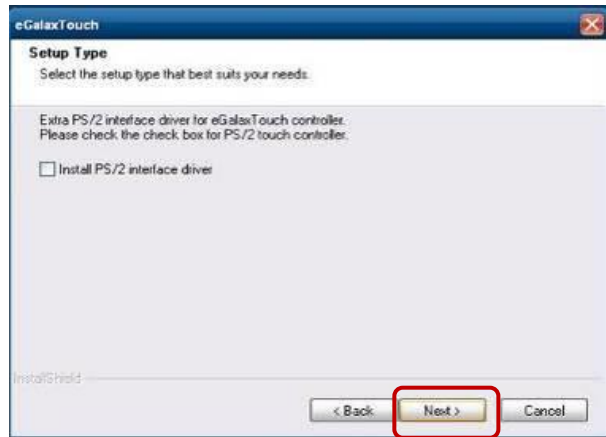 eGalaxTouch
Setup Type
Select the setup type that best suits your needs.
Extra PS/2 interface driver for eGalaxTouch controller.
Please check the check box for PS/2 touch controller.
Install PS/2 interface driver
InstallShield
< Back Next > Cancel